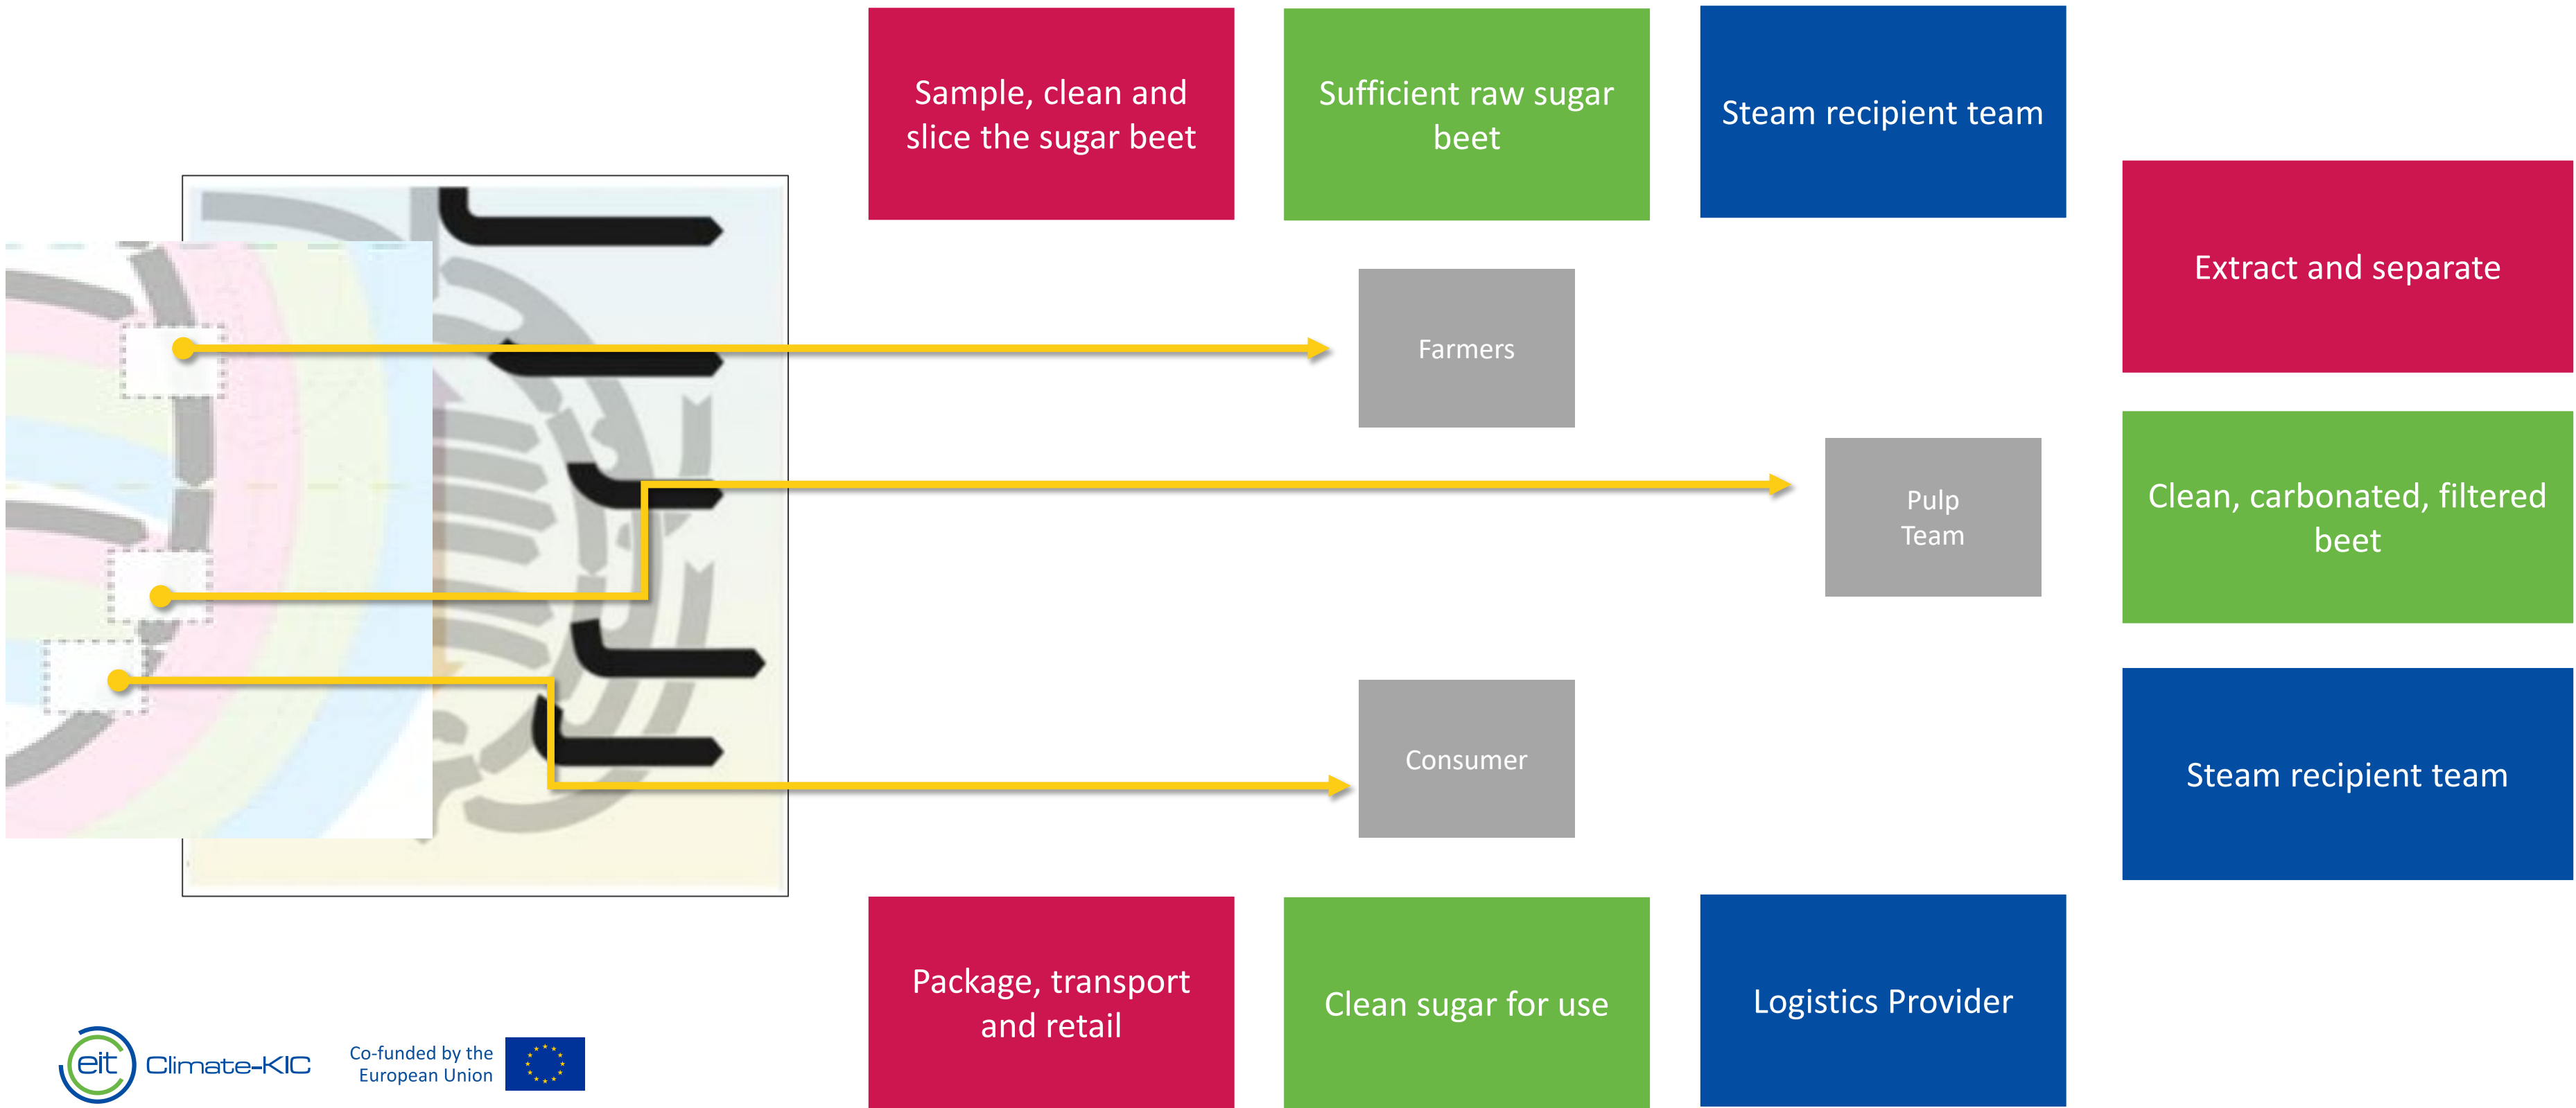 Sample, clean and
slice the sugar beet
Sufficient raw sugar
beet
Steam recipient team
Extract and separate
Farmers
Pulp
Team
Clean, carbonated, filtered
beet
Consumer
Steam recipient team
Package, transport
and retail
Clean sugar for use
Logistics Provider
eit Climate-KIC
Co-funded by the
European Union